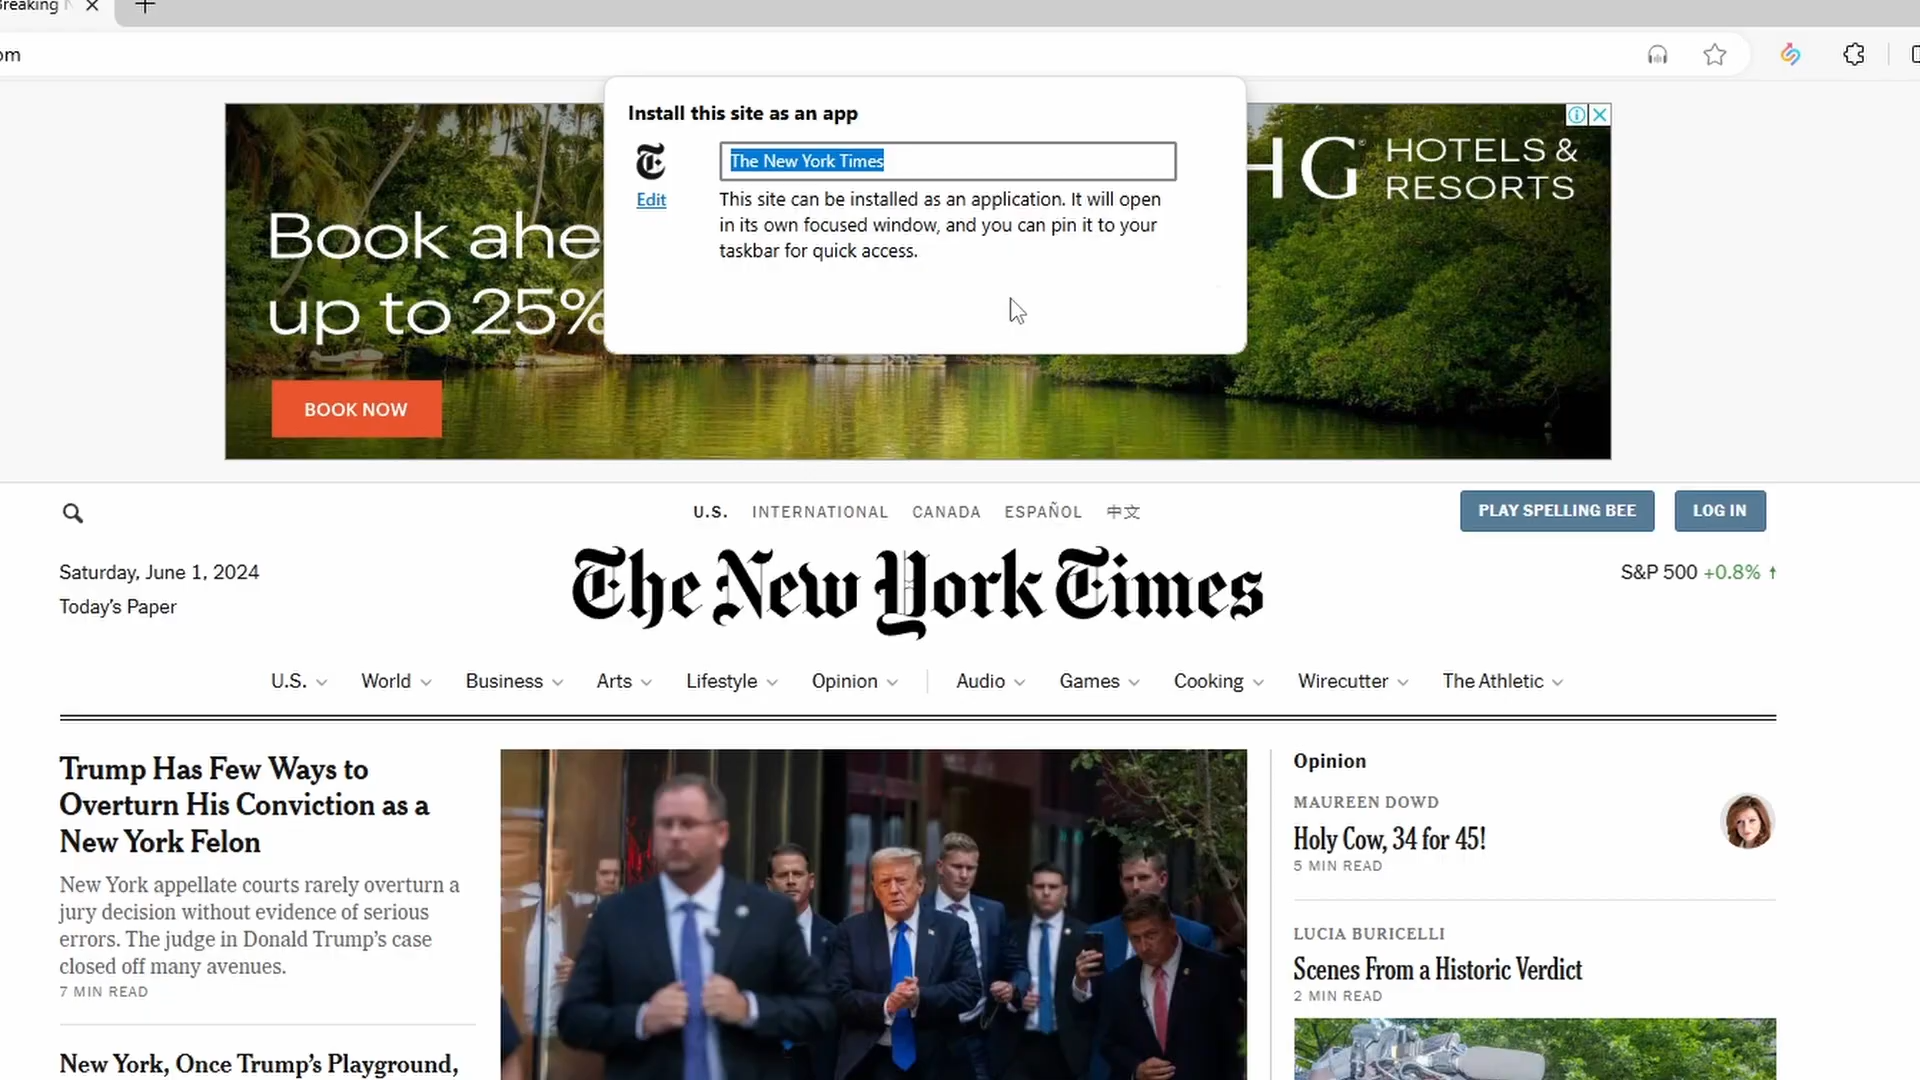 Breaking N
om
Install this site as an app
The New York Times
Edit
This site can be installed as an application. It will open
in its own focused window, and you can pin it to your
taskbar for quick access.
Book ahe
up to 25%
BOOK NOW
HG
HOTELS &
RESORTS
U.S. INTERNATIONAL CANADA ESPAÑOL 中文
PLAY SPELLING BEE
LOG IN
Saturday, June 1, 2024
Today's Paper
The New York Times
S&P 500 +0.8% ↑
U.S. World Business Arts Lifestyle Opinion Audio Games Cooking Wirecutter The Athletic
Trump Has Few Ways to
Overturn His Conviction as a
New York Felon
New York appellate courts rarely overturn a
jury decision without evidence of serious
errors. The judge in Donald Trump's case
closed off many avenues.
7 MIN READ
New York, Once Trump's Playground,
Opinion
MAUREEN DOWD
Holy Cow, 34 for 45!
5 MIN READ
LUCIA BURICELLI
Scenes From a Historic Verdict
2 MIN READ